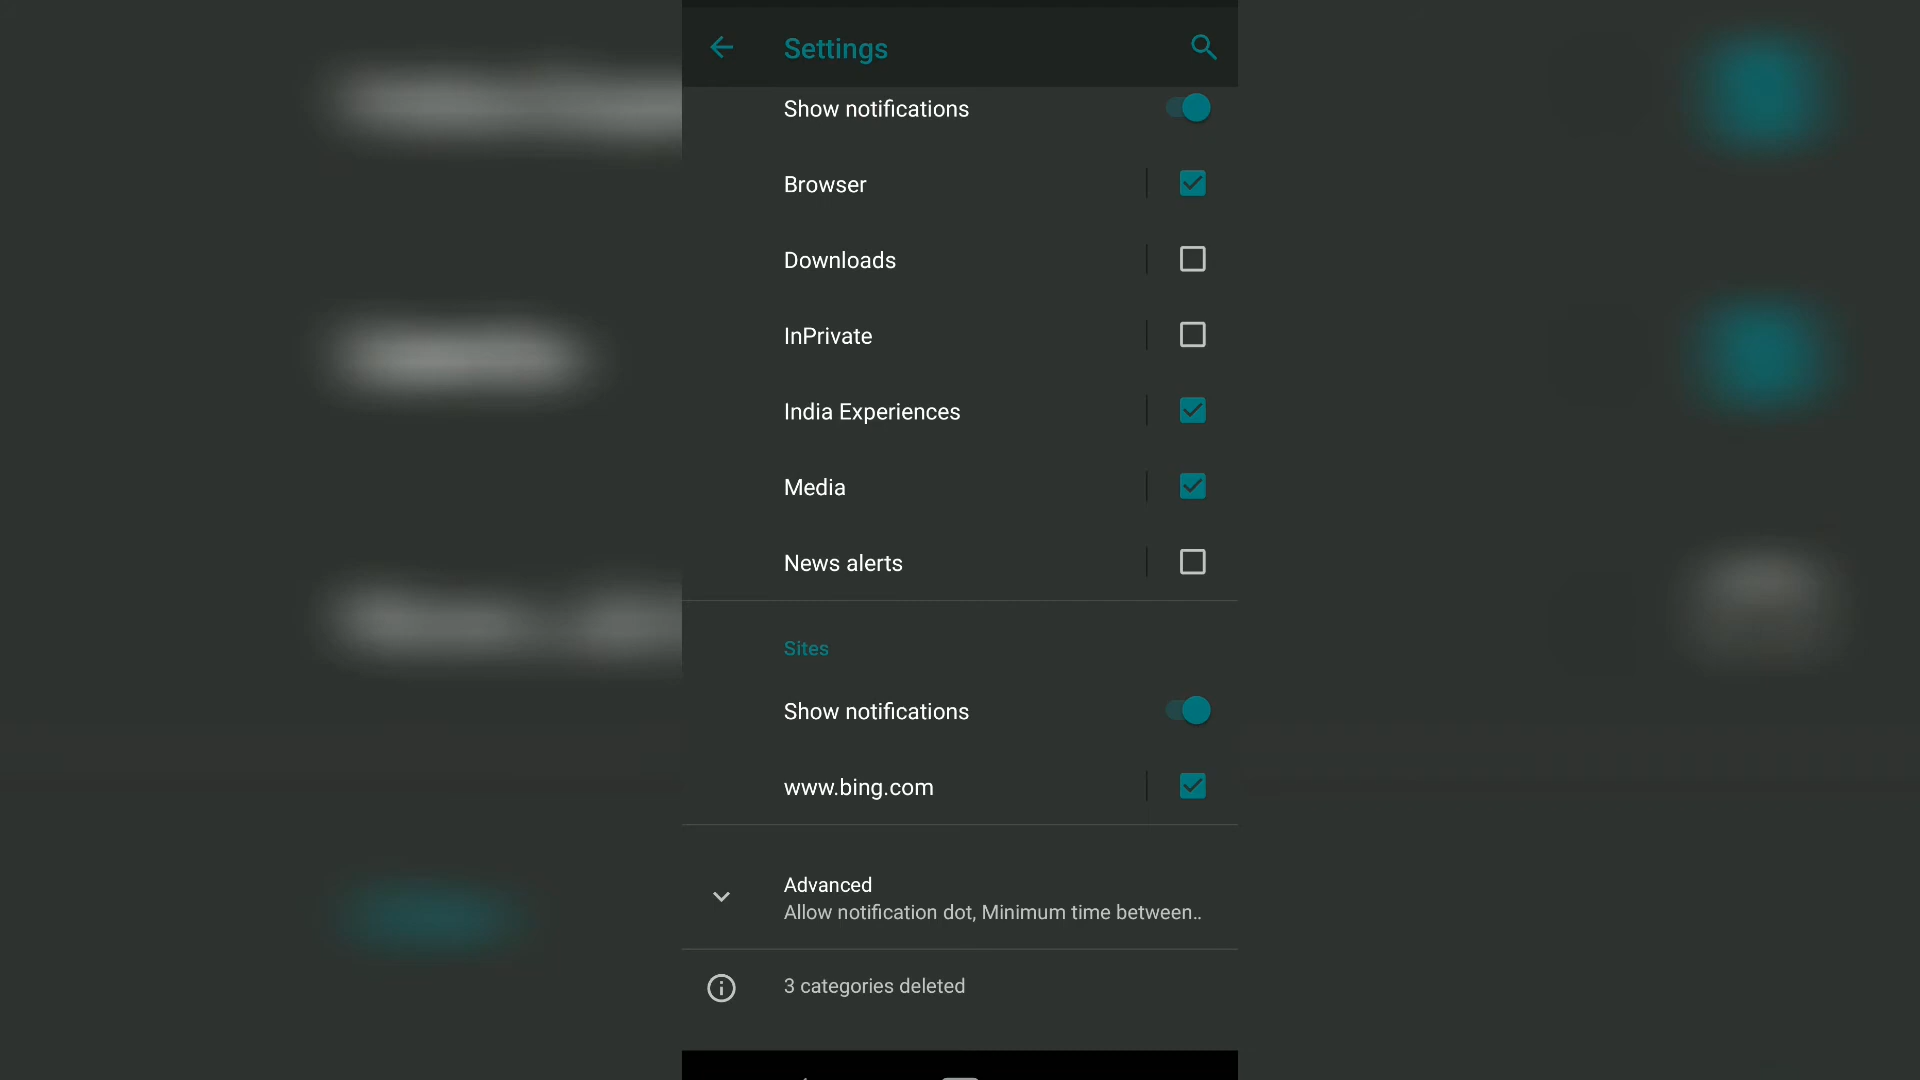 Settings
Show notifications
Browser
Downloads
InPrivate
India Experiences
Media
News alerts
Sites
Show notifications
www.bing.com
Advanced
Allow notification dot, Minimum time between..
3 categories deleted